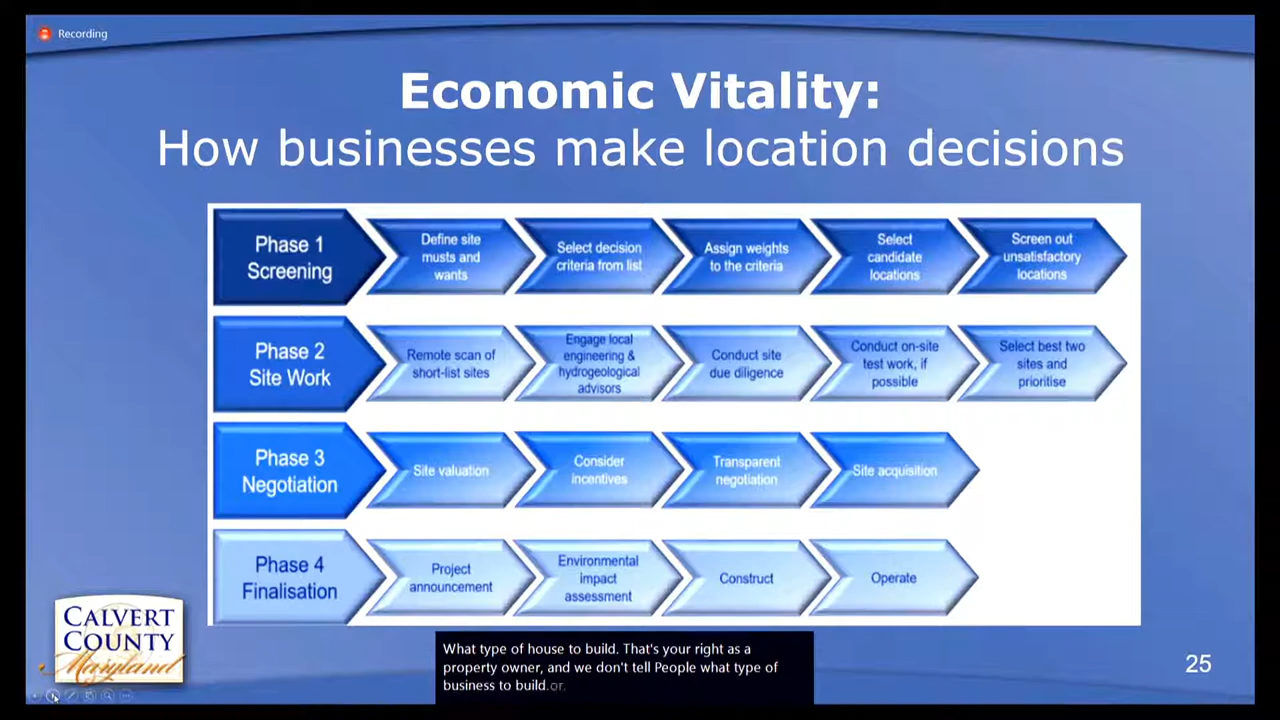 Recording
Economic Vitality:
How businesses make location decisions
Phase 1
Screening
Define site
musts and
wants
Select decision
criteria from list
Assign weights
to the criteria
Select
candidate
locations
Screen out
unsatisfactory
locations
Phase 2
Site Work
Remote scan of
short-list sites
Engage local
engineering &
hydrogeological
advisors
Conduct site
due diligence
Conduct on-site
test work, if
possible
Select best two
sites and
prioritise
Phase 3
Negotiation
Site valuation
Consider
incentives
Transparent
negotiation
Site acquisition
Phase 4
Finalisation
Project
announcement
Environmental
impact
assessment
Construct
Operate
CALVERT
COUNTY
Maryland
What type of house to build. That's your right as a
property owner, and we don't tell People what type of
business to build.or.
25